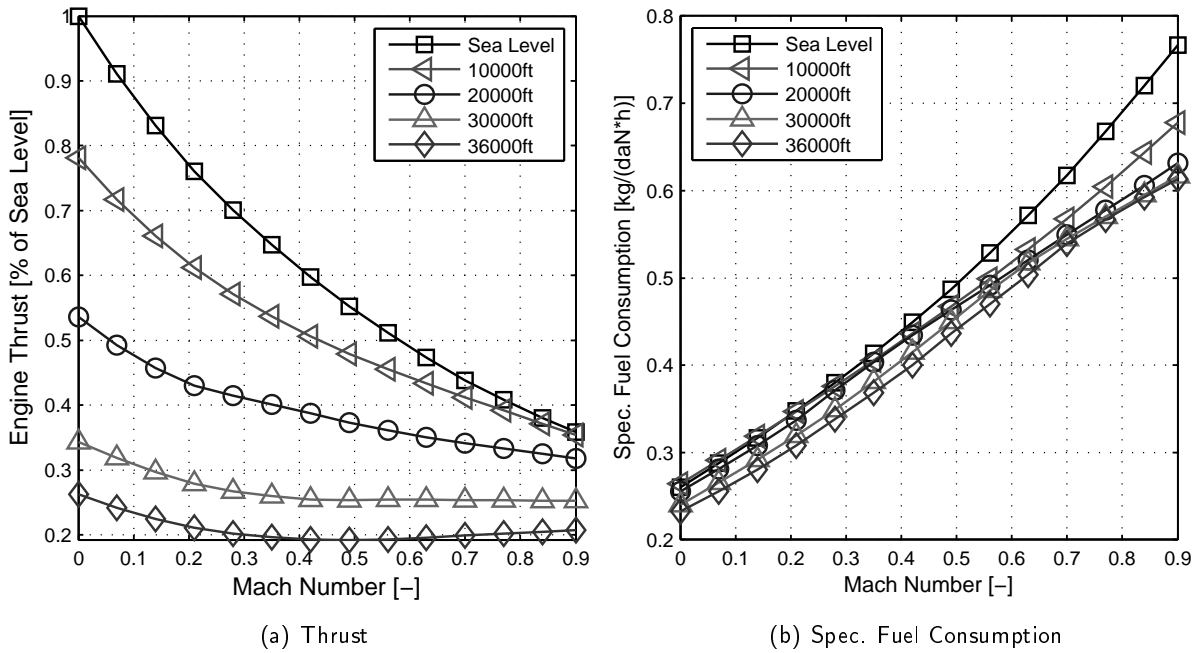 1
0.9
0.8
0.7
0.6
0.5
0.4
0.3
0.2
0 0.1 0.2 0.3 0.4 0.5 0.6 0.7 0.8 0.9
Engine Thrust [% of Sea Level]
Mach Number [–]
Sea Level
10000ft
20000ft
30000ft
36000ft
(a) Thrust
0.8
0.7
0.6
0.5
0.4
0.3
0.2
0 0.1 0.2 0.3 0.4 0.5 0.6 0.7 0.8 0.9
Spec. Fuel Consumption [kg/(daN*h)]
Mach Number [–]
Sea Level
10000ft
20000ft
30000ft
36000ft
(b) Spec. Fuel Consumption